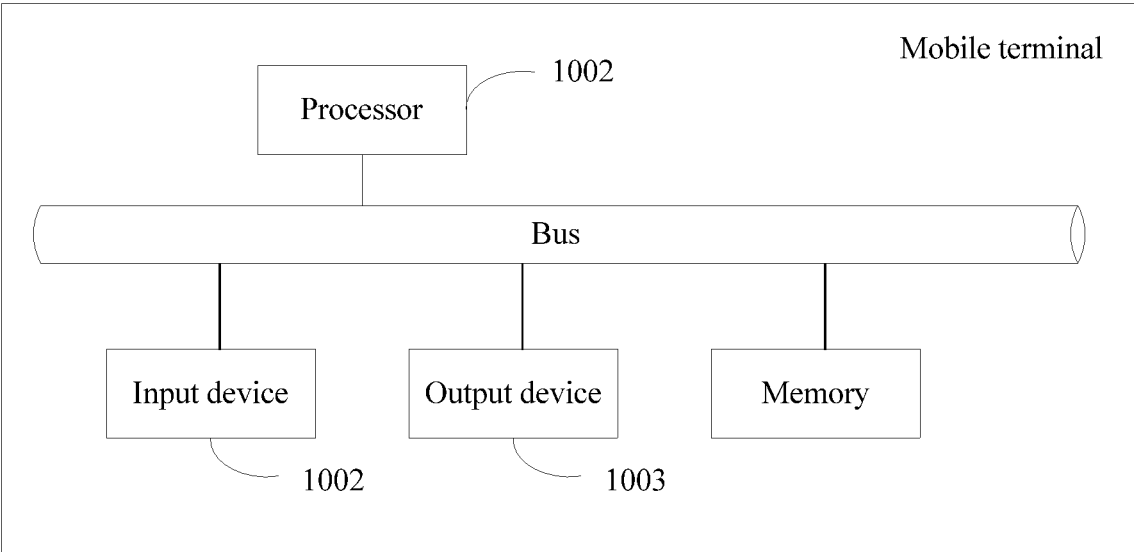 Mobile terminal
1002
Processor
Bus
Input device
Output device
Memory
1002
1003